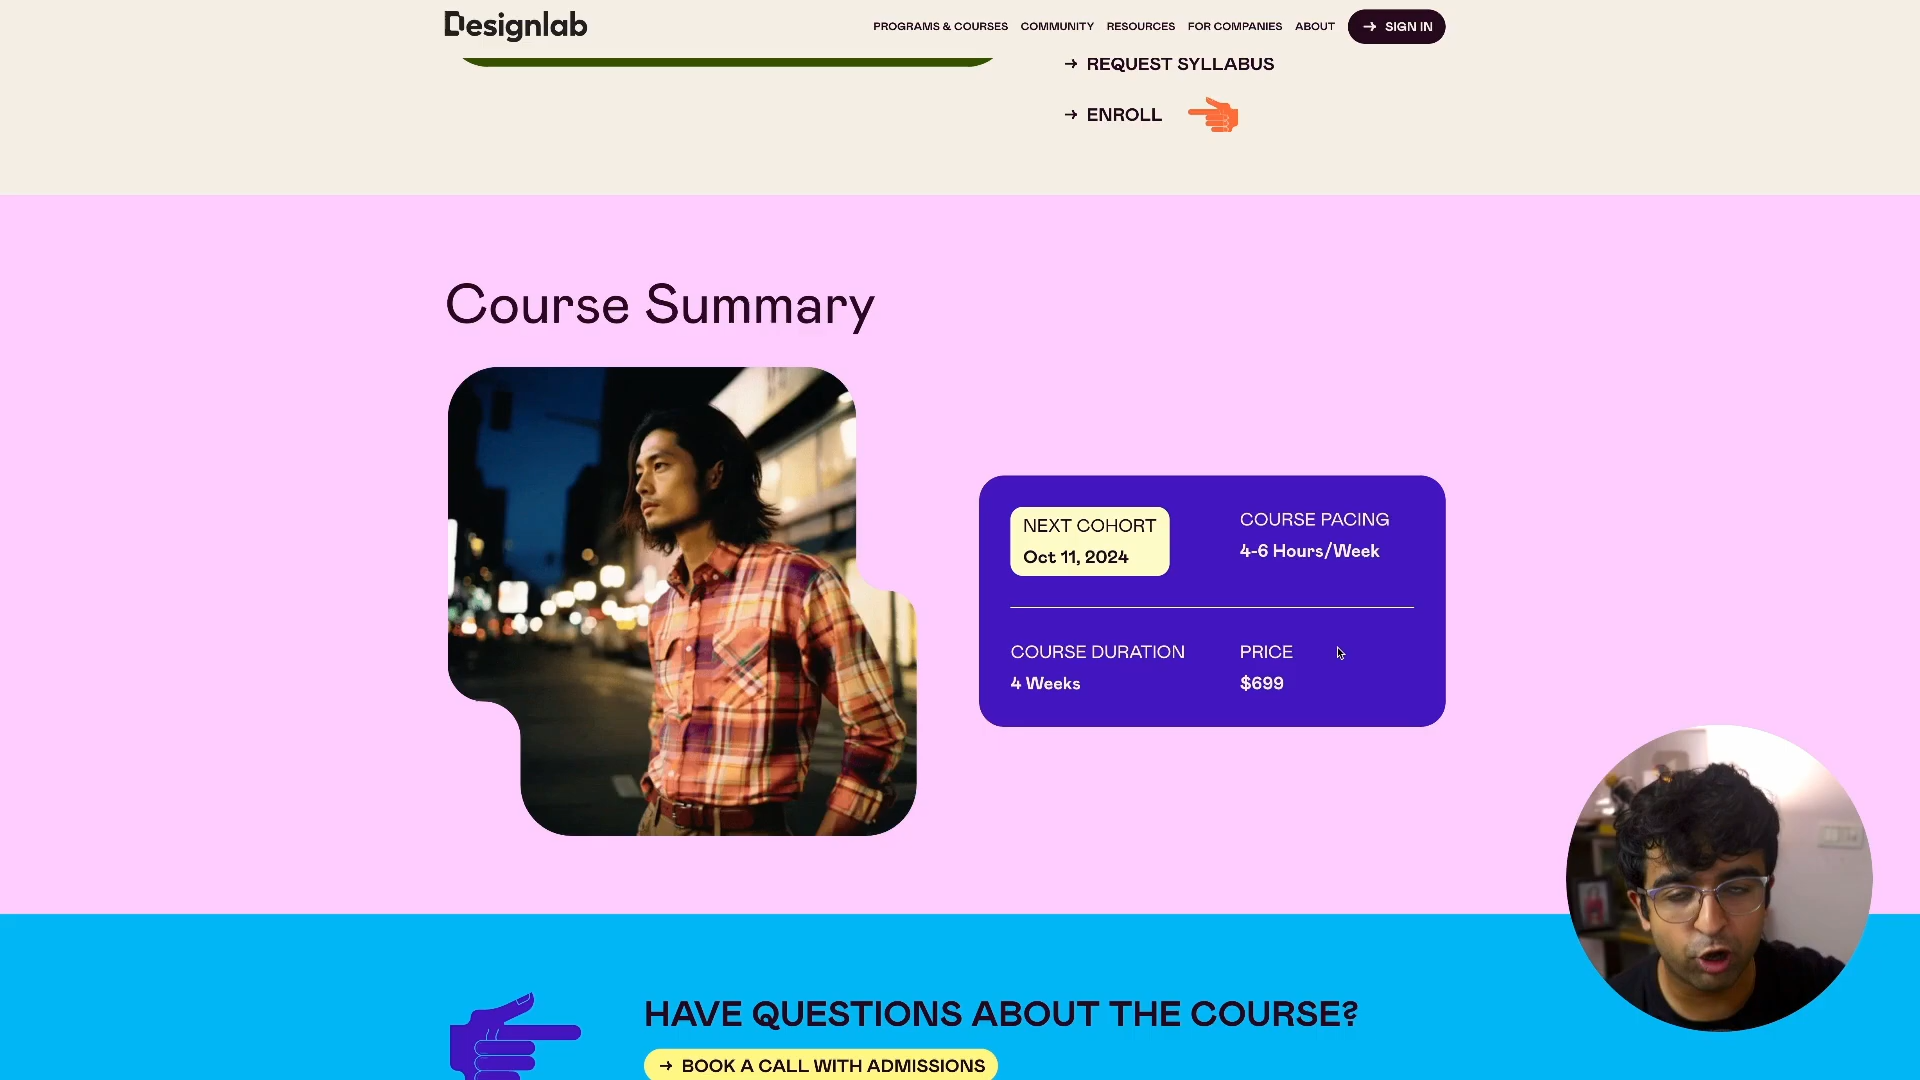 Designlab
PROGRAMS & COURSES COMMUNITY RESOURCES FOR COMPANIES ABOUT → SIGN IN
→ REQUEST SYLLABUS
→ ENROLL
Course Summary
NEXT COHORT
Oct 11, 2024
COURSE PACING
4-6 Hours/Week
COURSE DURATION
4 Weeks
PRICE
$699
HAVE QUESTIONS ABOUT THE COURSE?
→ BOOK A CALL WITH ADMISSIONS